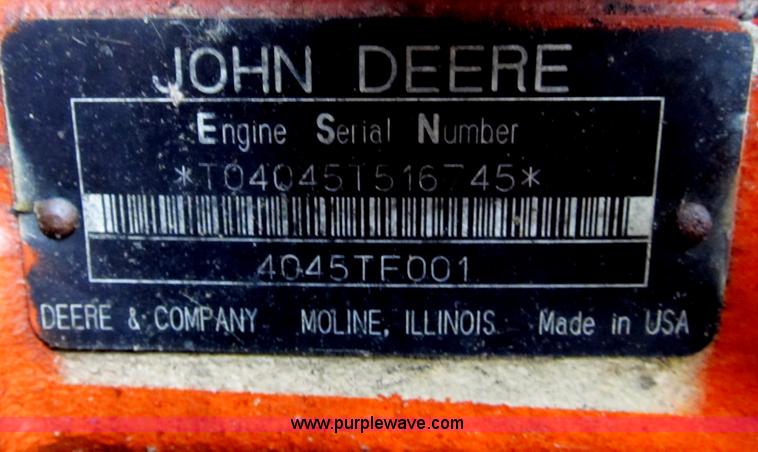 JOHN DEERE
Engine Serial Number
*T04045T516745*
4045TF001
DEERE & COMPANY MOLINE, ILLINOIS Made in USA
www.purplewave.com